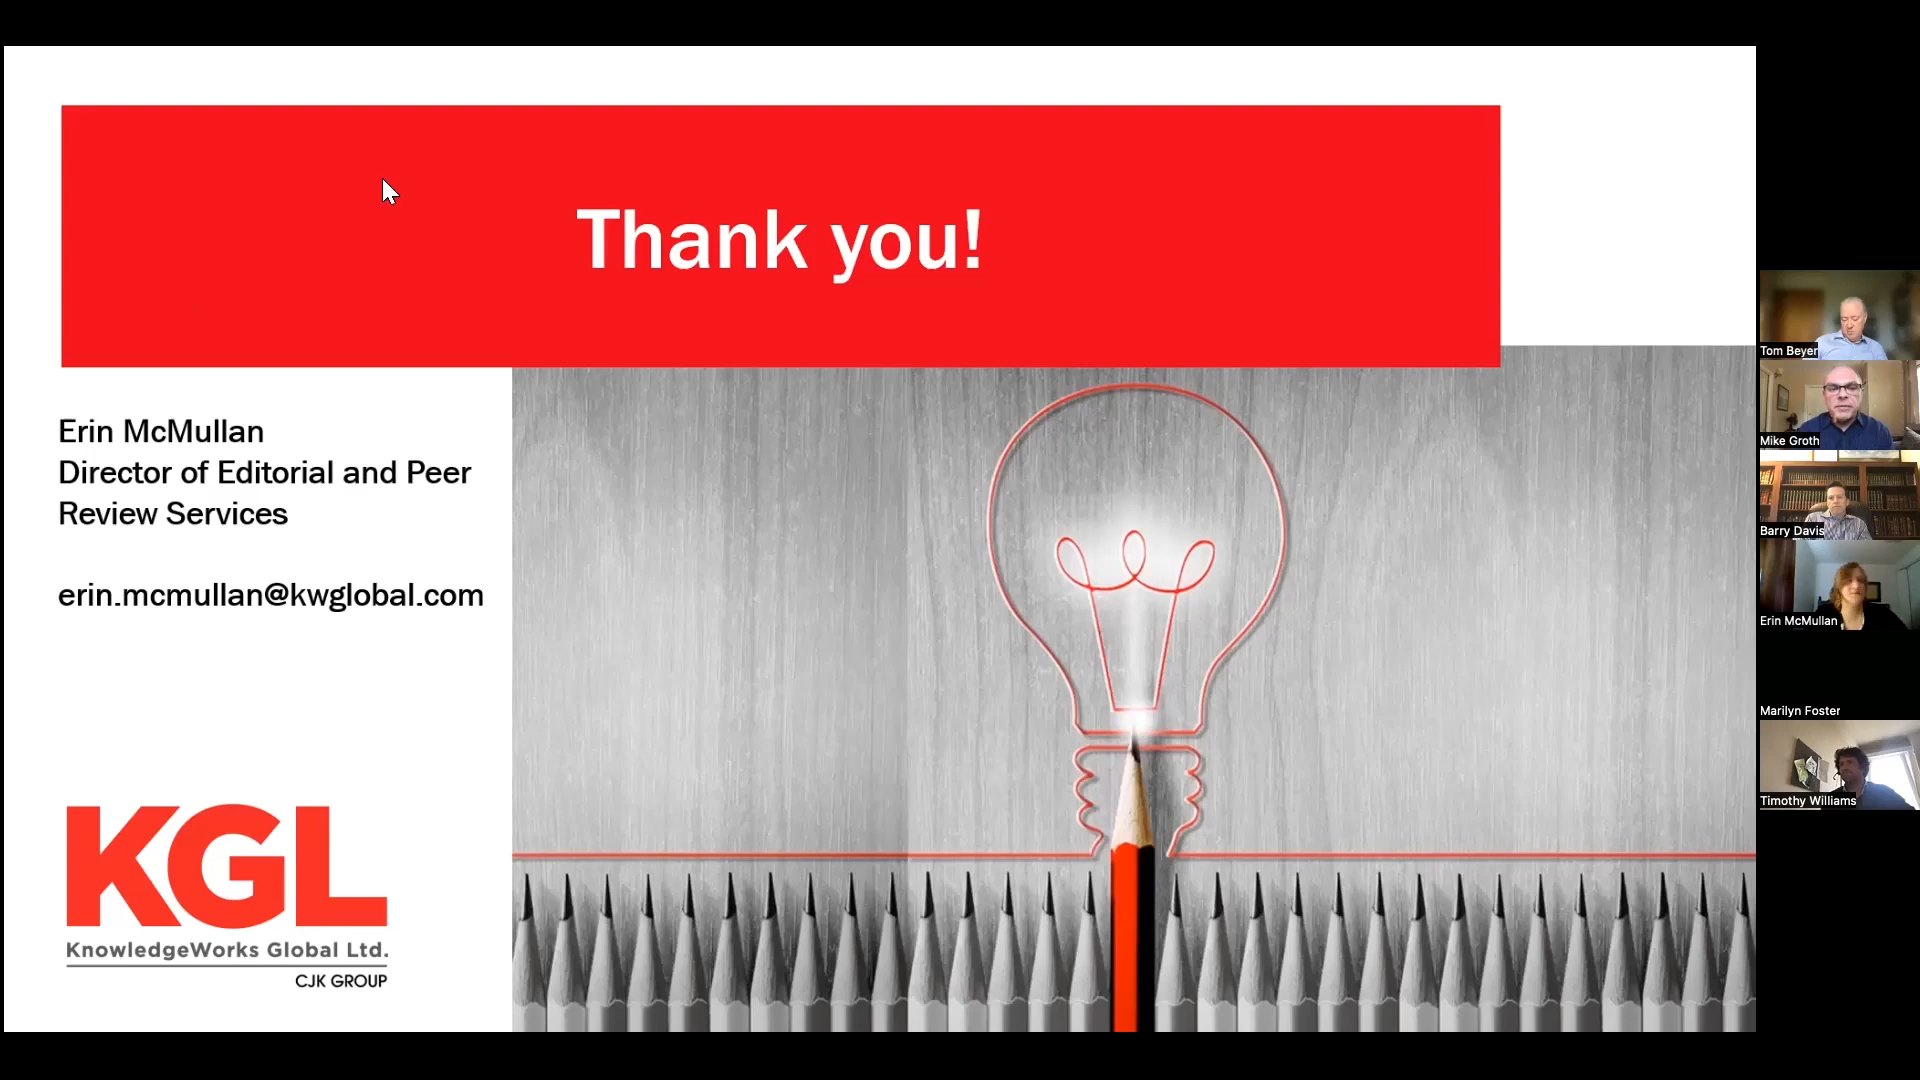 Thank you!
Erin McMullan
Director of Editorial and Peer
Review Services
erin.mcmullan@kwglobal.com
KGL
KnowledgeWorks Global Ltd.
CJK GROUP
Tom Beyer
Mike Groth
Barry Davis
Erin McMullan
Marilyn Foster
Timothy Williams